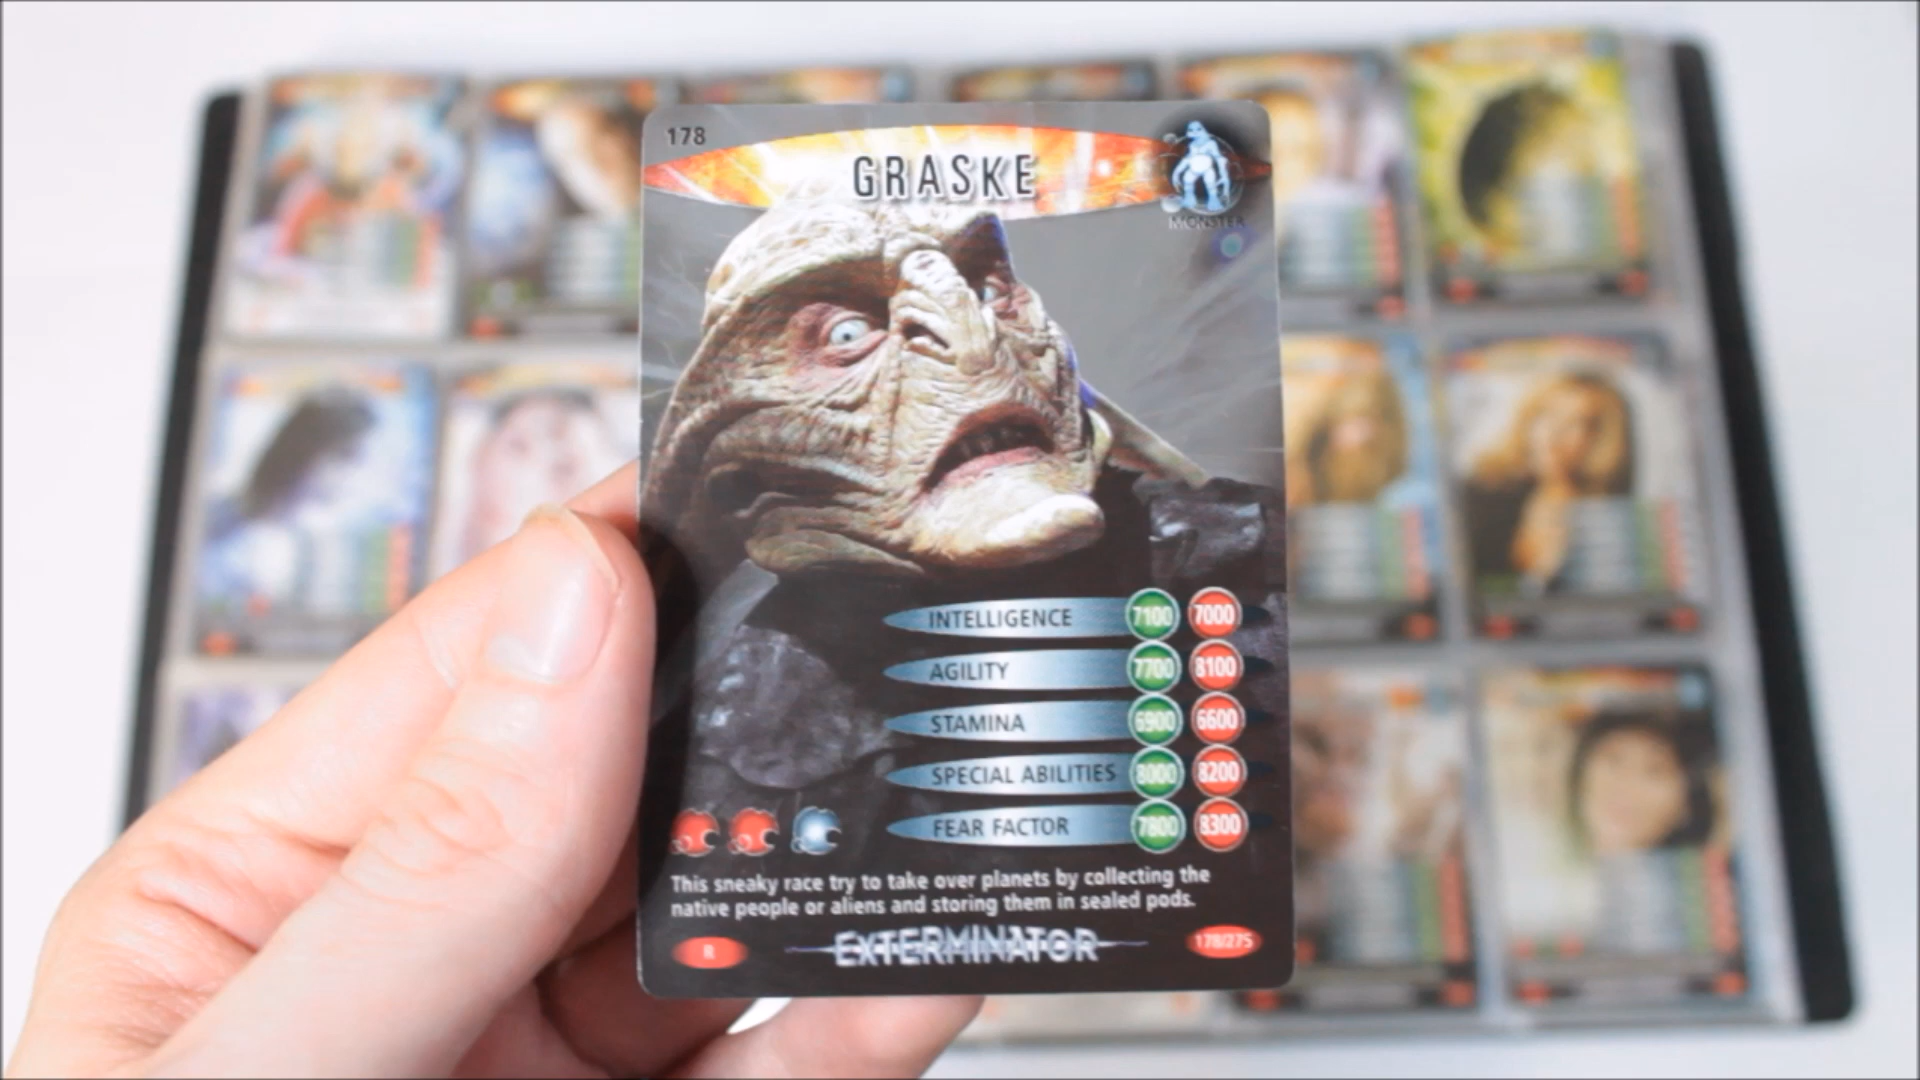 178
GRASKE
MONSTER
INTELLIGENCE 7100 7000
AGILITY 7700 8100
STAMINA 6900 6600
SPECIAL ABILITIES 8000 8200
FEAR FACTOR 7800 8300
This sneaky race try to take over planets by collecting the
native people or aliens and storing them in sealed pods.
R EXTERMINATOR 178/275